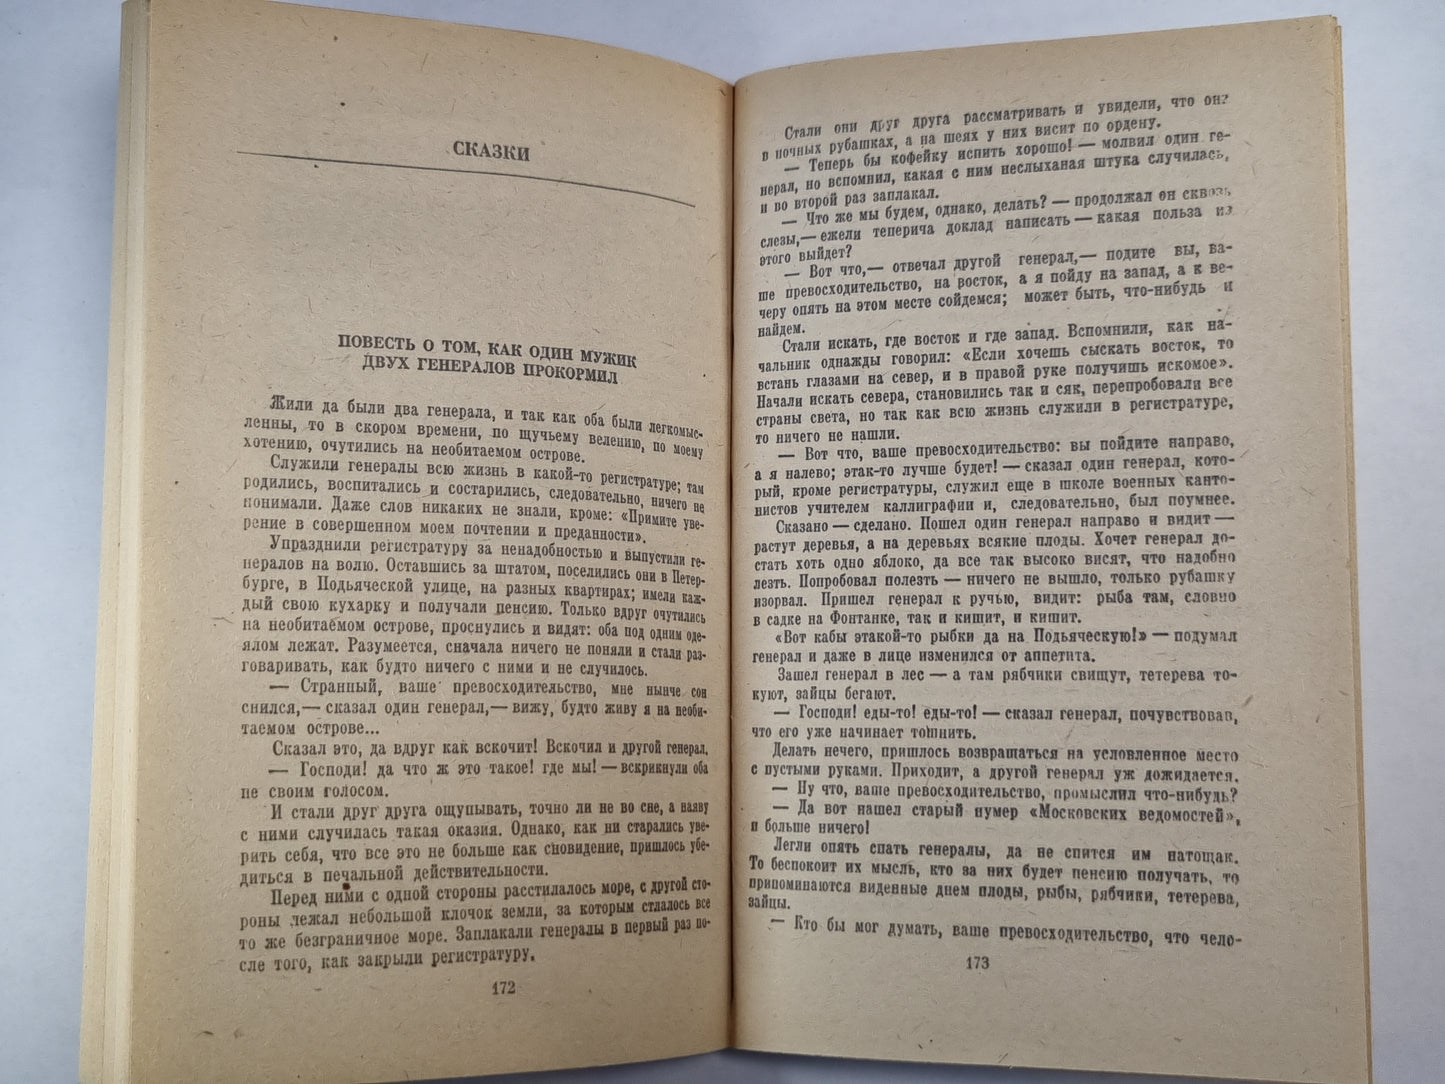 СКАЗКИ
ПОВЕСТЬ О ТОМ, КАК ОДИН МУЖИК
ДВУХ ГЕНЕРАЛОВ ПРОКОРМИЛ
Жили да были два генерала, и так как оба были легкомыс-
ленны, то в скором времени, по щучьему велению, по моему
хотению, очутились на необитаемом острове.
Служили генералы всю жизнь в какой-то регистратуре; там
родились, воспитались и состарились, следовательно, ничего не
понимали. Даже слов никаких не знали, кроме: «Примите уве-
рение в совершенном моем почтении и преданности».
Упразднили регистратуру за ненадобностью и выпустили ге-
нералов на волю. Оставшись за штатом, поселились они в Петер-
бурге, в Подьяческой улице, на разных квартирах; имели каж-
дый свою кухарку и получали пенсию. Только вдруг очутились
на необитаемом острове, проснулись и видят: оба под одним оде-
ялом лежат. Разумеется, сначала ничего не поняли и стали раз-
говаривать, как будто ничего с ними и не случилось.
— Странный, ваше превосходительство, мне нынче сон
снился,— сказал один генерал,— вижу, будто живу я на необи-
таемом острове...
Сказал это, да вдруг как вскочит! Вскочил и другой генерал.
— Господи! да что ж это такое! где мы! — вскрикнули оба
не своим голосом.
И стали друг друга ощупывать, точно ли не во сне, а наяву
с ними случилась такая оказия. Однако, как ни старались уве-
рить себя, что все это не больше как сновидение, пришлось убе-
диться в печальной действительности.
Перед ними с одной стороны расстилалось море, с другой сто-
роны лежал небольшой клочок земли, за которым стлалось все
то же безграничное море. Заплакали генералы в первый раз по-
сле того, как закрыли регистратуру.
172
Стали они друг друга рассматривать и увидели, что они
в ночных рубашках, а на шеях у них висит по ордену.
— Теперь бы кофейку испить хорошо! — молвил один ге-
нерал, но вспомнил, какая с ним неслыханая штука случилась,
и во второй раз заплакал.
— Что же мы будем, однако, делать? — продолжал он сквозь
слезы,— ежели теперича доклад написать — какая польза из
этого выйдет?
— Вот что,— отвечал другой генерал,— подите вы, ва-
ше превосходительство, на восток, а я пойду на запад, а к ве-
черу опять на этом месте сойдемся; может быть, что-нибудь и
найдем.
Стали искать, где восток и где запад. Вспомнили, как на-
чальник однажды говорил: «Если хочешь сыскать восток, то
встань глазами на север, и в правой руке получишь искомое».
Начали искать севера, становились так и сяк, перепробовали все
страны света, но так как всю жизнь служили в регистратуре,
то ничего не нашли.
— Вот что, ваше превосходительство: вы пойдите направо,
а я налево; этак-то лучше будет! — сказал один генерал, кото-
рый, кроме регистратуры, служил еще в школе военных канто-
нистов учителем каллиграфии и, следовательно, был поумнее.
Сказано — сделано. Пошел один генерал направо и видит —
растут деревья, а на деревьях всякие плоды. Хочет генерал до-
стать хоть одно яблоко, да все так высоко висят, что надобно
лезть. Попробовал полезть — ничего не вышло, только рубашку
изорвал. Пришел генерал к ручью, видит: рыба там, словно
в садке на Фонтанке, так и кишит, и кишит.
«Вот кабы этакой-то рыбки да на Подьяческую!» — подумал
генерал и даже в лице изменился от аппетита.
Зашел генерал в лес — а там рябчики свищут, тетерева то-
куют, зайцы бегают.
— Господи! еды-то! еды-то! — сказал генерал, почувствовав,
что его уже начинает тошнить.
Делать нечего, пришлось возвращаться на условленное место
с пустыми руками. Приходит, а другой генерал уж дожидается.
— Ну что, ваше превосходительство, промыслил что-нибудь?
— Да вот нашел старый нумер «Московских ведомостей»,
и больше ничего!
Легли опять спать генералы, да не спится им натощак.
То беспокоит их мысль, кто за них будет пенсию получать, то
припоминаются виденные днем плоды, рыбы, рябчики, тетерева,
зайцы.
— Кто бы мог думать, ваше превосходительство, что чело-
173